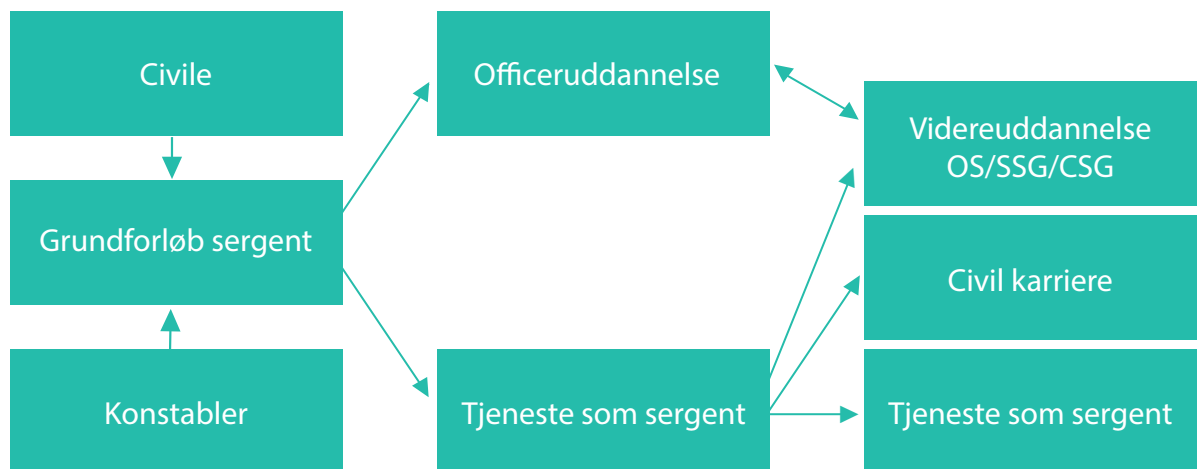 Civile
Grundforløb sergent
Konstabler
Officeruddannelse
Tjeneste som sergent
Videreuddannelse
OS/SSG/CSG
Civil karriere
Tjeneste som sergent